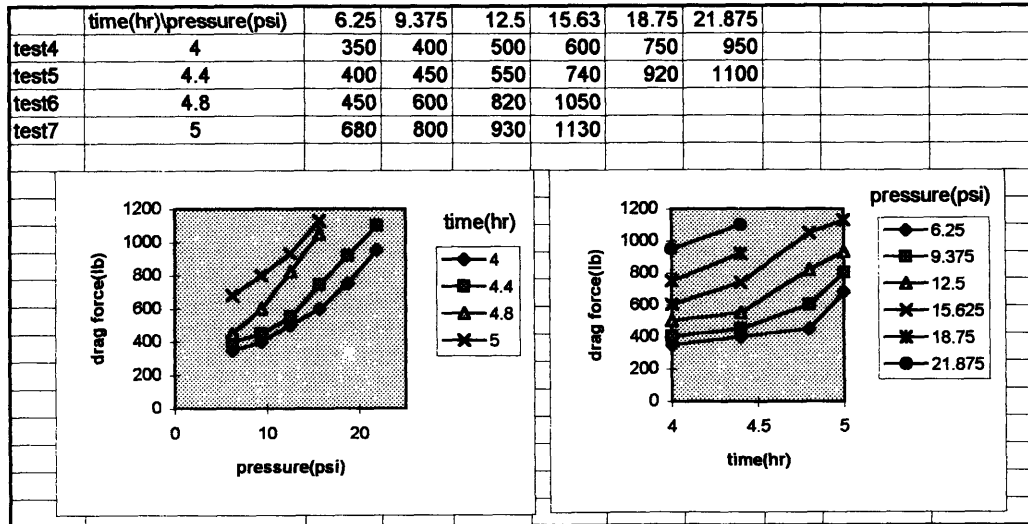 time(hr)\pressure(psi) 6.25 9.375 12.5 15.63 18.75 21.875
test4 4 350 400 500 600 750 950
test5 4.4 400 450 550 740 920 1100
test6 4.8 450 600 820 1050
test7 5 680 800 930 1130
1200
1000
800
600
400
200
0
0 10 20
drag force(lb)
pressure(psi)
time(hr)
4
4.4
4.8
5
1200
1000
800
600
400
200
0
4 4.5 5
drag force(lb)
time(hr)
pressure(psi)
6.25
9.375
12.5
15.625
18.75
21.875